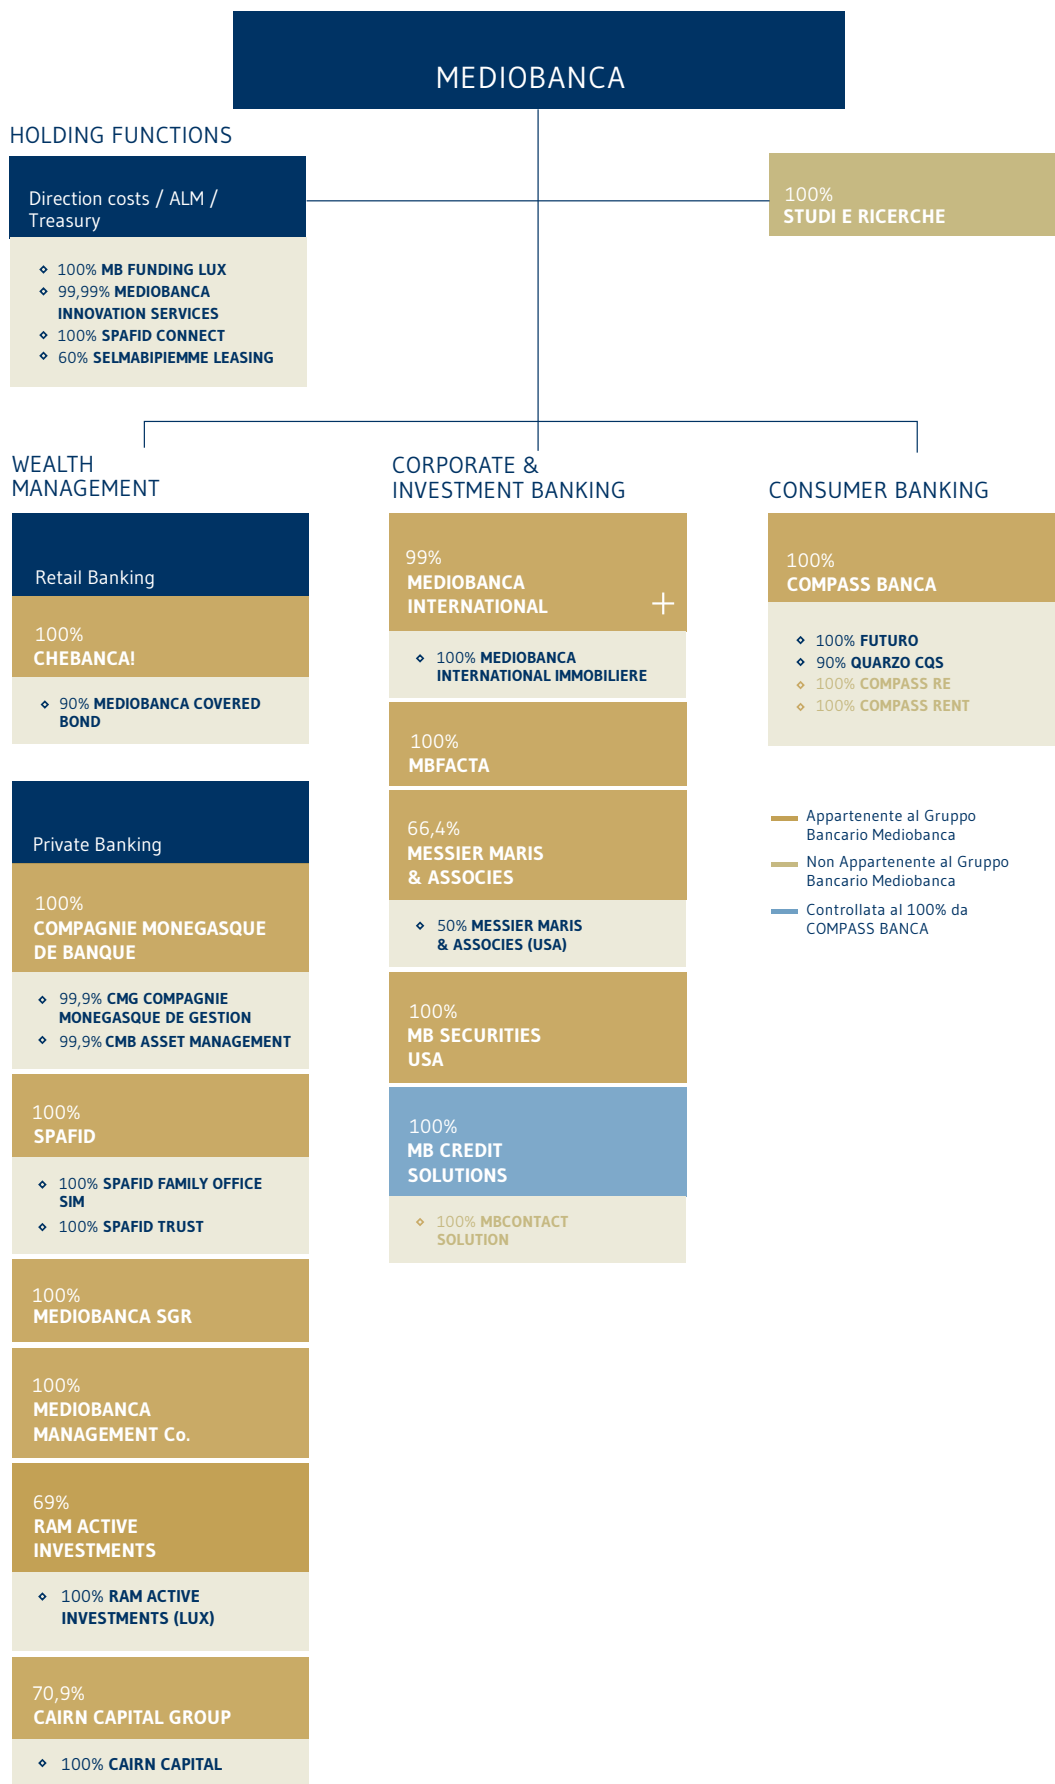 MEDIOBANCA
HOLDING FUNCTIONS
Direction costs / ALM /
Treasury
100% MB FUNDING LUX
99,99% MEDIOBANCA
INNOVATION SERVICES
100% SPAFID CONNECT
60% SELMABIPIEMME LEASING
100%
STUDI E RICERCHE
WEALTH
MANAGEMENT
Retail Banking
100%
CHEBANCA!
90% MEDIOBANCA COVERED
BOND
Private Banking
100%
COMPAGNIE MONEGASQUE
DE BANQUE
99,9% CMG COMPAGNIE
MONEGASQUE DE GESTION
99,9% CMB ASSET MANAGEMENT
100%
SPAFID
100% SPAFID FAMILY OFFICE
SIM
100% SPAFID TRUST
100%
MEDIOBANCA SGR
100%
MEDIOBANCA
MANAGEMENT Co.
69%
RAM ACTIVE
INVESTMENTS
100% RAM ACTIVE
INVESTMENTS (LUX)
70,9%
CAIRN CAPITAL GROUP
100% CAIRN CAPITAL
CORPORATE &
INVESTMENT BANKING
99%
MEDIOBANCA
INTERNATIONAL
100% MEDIOBANCA
INTERNATIONAL IMMOBILIERE
100%
MBFACTA
66,4%
MESSIER MARIS
& ASSOCIES
50% MESSIER MARIS
& ASSOCIES (USA)
100%
MB SECURITIES
USA
100%
MB CREDIT
SOLUTIONS
100% MBCONTACT
SOLUTION
CONSUMER BANKING
100%
COMPASS BANCA
100% FUTURO
90% QUARZO CQS
100% COMPASS RE
100% COMPASS RENT
Appartenente al Gruppo
Bancario Mediobanca
Non Appartenente al Gruppo
Bancario Mediobanca
Controllata al 100% da
COMPASS BANCA